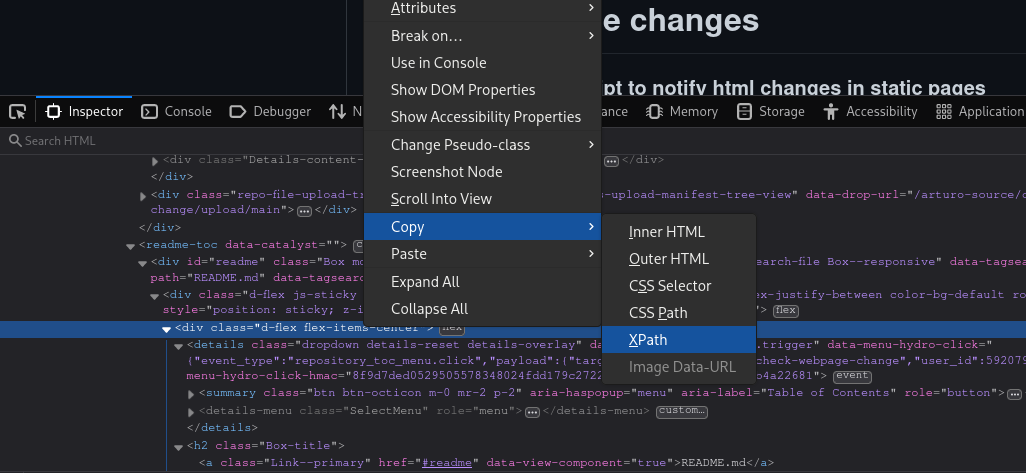 Attributes
e changes
Break on…
Use in Console
Show DOM Properties
pt to notify html changes in static pages
Inspector
Console
Debugger
N
Show Accessibility Properties
ance
Memory
Storage
Accessibility
Application
Search HTML
Change Pseudo-class
<div class="Details-content-
</div>
Screenshot Node
</div>
<div class="repo-file-upload-tr
s-upload-manifest-tree-view" data-drop-url="/arturo-source/c
Scroll Into View
change/upload/main"> </div>
</div>
Copy
Inner HTML
<readme-toc data-catalyst="">
Paste
Outer HTML
<div id="readme" class="Box mo
search-file Box--responsive" data-tagsearch
path="README.md" data-tagsearc
Expand All
CSS Selector
<div class="d-flex js-sticky
ex-justify-between color-bg-default ro
style="position: sticky; z-i
Collapse All
CSS Path
flex
<div class="d-flex flex-items-center">
flex
XPath
<details class="dropdown details-reset details-overlay" da
.trigger" data-menu-hydro-click="
{"event_type":"repository_toc_menu.click","payload":{"targ
check-webpage-change","user_id":592079
Image Data-URL
menu-hydro-click-hmac="8f9d7ded0529505578348024fdd179c2722
b4a22681">
event
<summary class="btn btn-octicon m-0 mr-2 p-2" aria-haspopup="menu" aria-label="Table of Contents" role="button">
<details-menu class="SelectMenu" role="menu"> </details-menu> custom…
</details>
<h2 class="Box-title">
<a class="Link--primary" href="#readme" data-view-component="true">README.md</a>